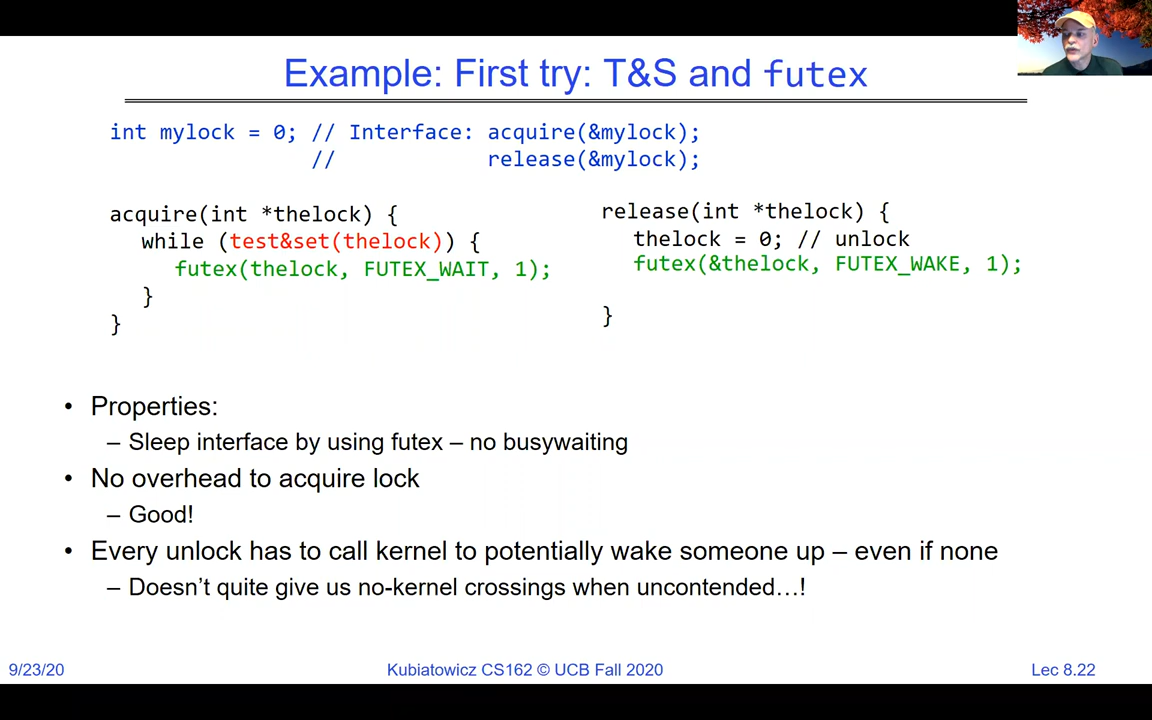 Example: First try: T&S and futex
int mylock = 0; // Interface: acquire(&mylock);
// release(&mylock);
acquire(int *thelock) {
while (test&set(thelock)) {
futex(thelock, FUTEX_WAIT, 1);
}
}
release(int *thelock) {
thelock = 0; // unlock
futex(&thelock, FUTEX_WAKE, 1);
}
• Properties:
– Sleep interface by using futex – no busywaiting
• No overhead to acquire lock
– Good!
• Every unlock has to call kernel to potentially wake someone up – even if none
– Doesn't quite give us no-kernel crossings when uncontended…!
9/23/20
Kubiatowicz CS162 © UCB Fall 2020
Lec 8.22